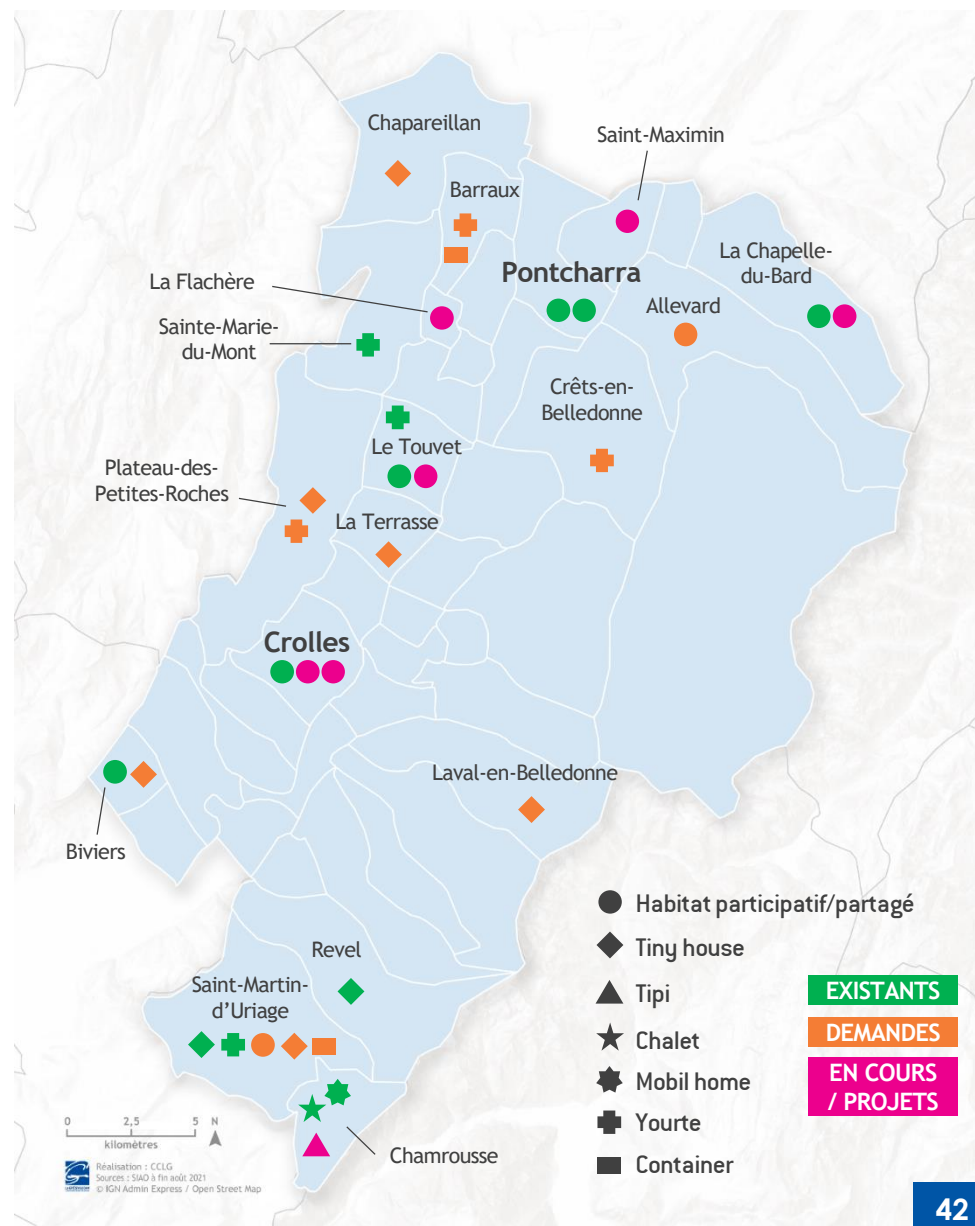 Chapareillan
Saint-Maximin
Barraux
La Chapelle-
du-Bard
La Flachère
Pontcharra
Allevard
Sainte-Marie-
du-Mont
Crêts-en-
Belledonne
Le Touvet
Plateau-des-
Petites-Roches
La Terrasse
Crolles
Laval-en-Belledonne
Biviers
Revel
Saint-Martin-
d'Uriage
Chamrousse
Habitat participatif/partagé
Tiny house
Tipi
Chalet
Mobil home
Yourte
Container
EXISTANTS
DEMANDES
EN COURS
/ PROJETS
0 2,5 5 N
kilomètres
Réalisation : CCLG
Sources : SIAO à fin août 2021
© IGN Admin Express / Open Street Map
42